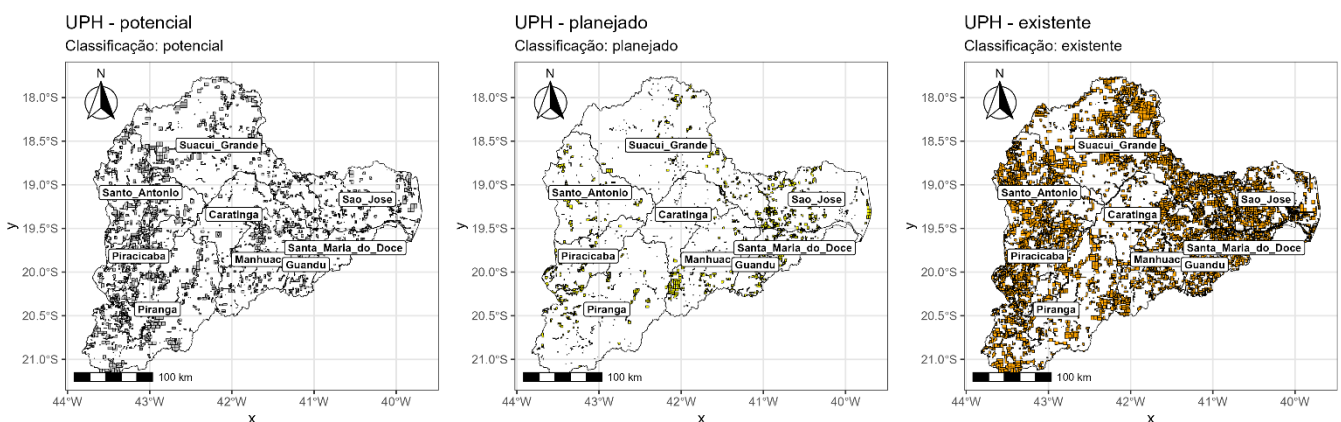 UPH - potencial
Classificação: potencial
N
18.0°S
18.5°S
19.0°S
19.5°S
20.0°S
20.5°S
21.0°S
y
Suacui_Grande
Santo_Antonio
Sao_Jose
Caratinga
Santa_Maria_do_Doce
Piracicaba
Manhuac
Guandu
Piranga
100 km
44°W
43°W
42°W
41°W
40°W
x
UPH - planejado
Classificação: planejado
N
18.0°S
18.5°S
19.0°S
19.5°S
20.0°S
20.5°S
21.0°S
y
Suacui_Grande
Santo_Antonio
Sao_Jose
Caratinga
Santa_Maria_do_Doce
Piracicaba
Manhuac
Guandu
Piranga
100 km
44°W
43°W
42°W
41°W
40°W
x
UPH - existente
Classificação: existente
N
18.0°S
18.5°S
19.0°S
19.5°S
20.0°S
20.5°S
21.0°S
y
Suacui_Grande
Santo_Antonio
Sao_Jose
Caratinga
Santa_Maria_do_Doce
Piracicaba
Manhuac
Guandu
Piranga
100 km
44°W
43°W
42°W
41°W
40°W
x